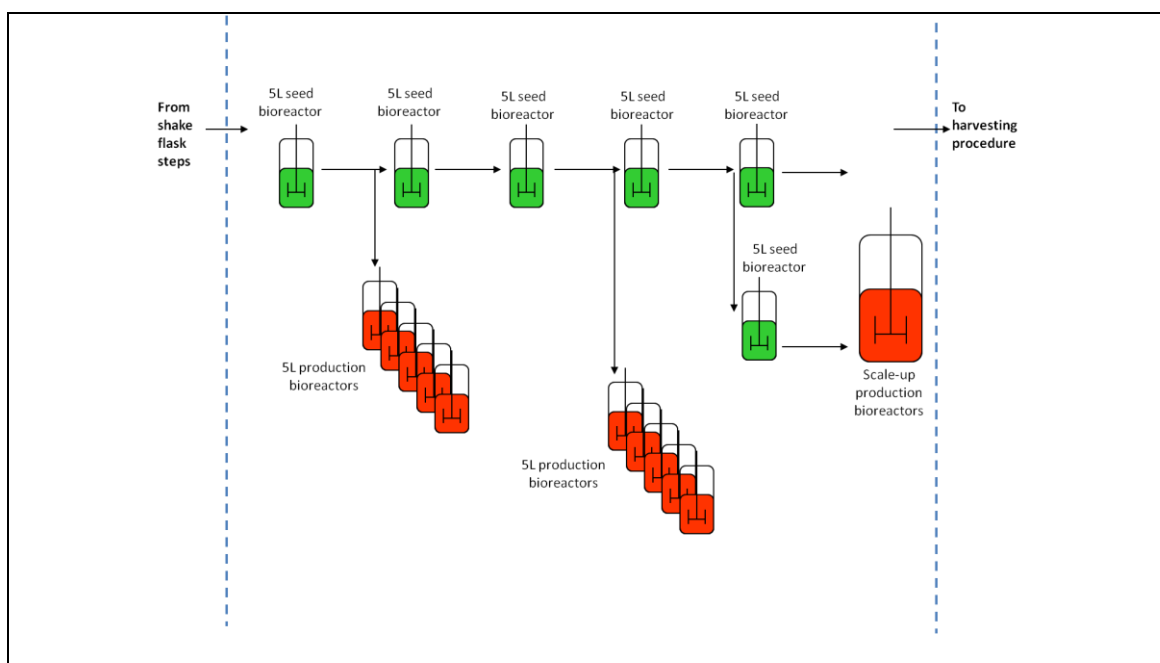 From
shake
flask
steps
5L seed
bioreactor
5L seed
bioreactor
5L seed
bioreactor
5L seed
bioreactor
5L seed
bioreactor
To
harvesting
procedure
5L seed
bioreactor
5L production
bioreactors
Scale-up
production
bioreactors
5L production
bioreactors